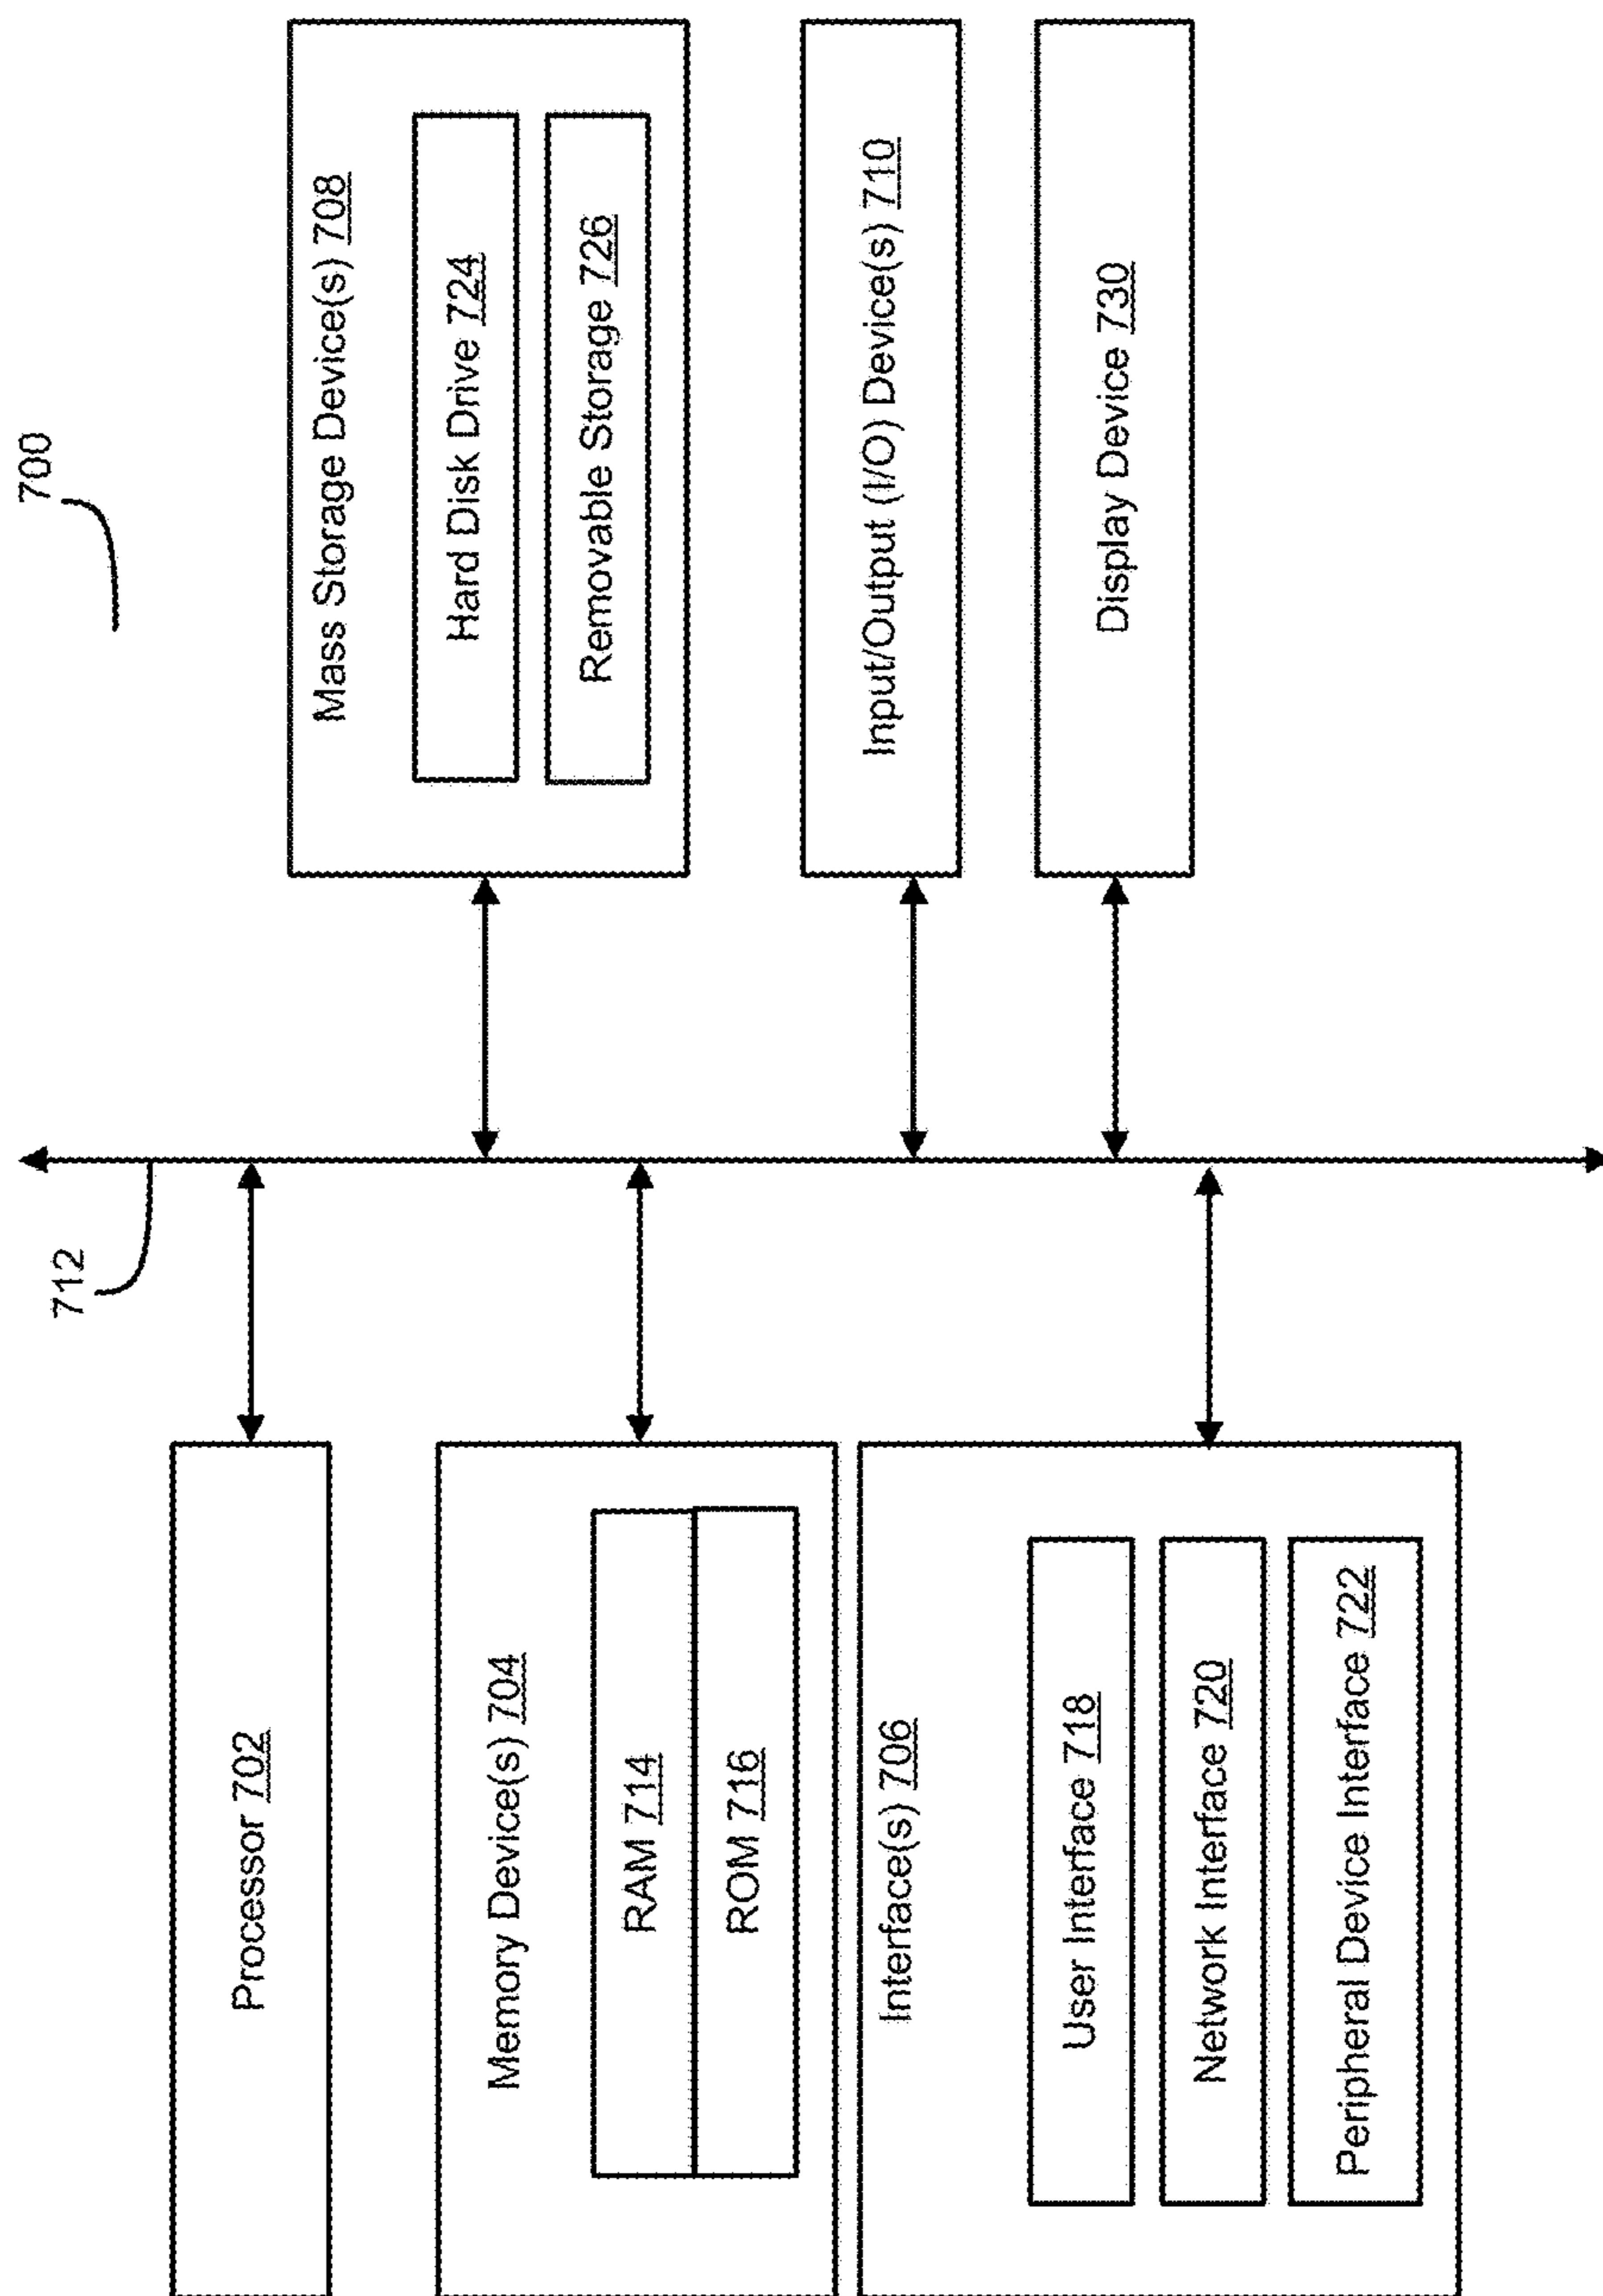 700
712
Processor 702
Memory Device(s) 704
RAM 714
ROM 716
Interface(s) 706
User Interface 718
Network Interface 720
Peripheral Device Interface 722
Mass Storage Device(s) 708
Hard Disk Drive 724
Removable Storage 726
Input/Output (I/O) Device(s) 710
Display Device 730